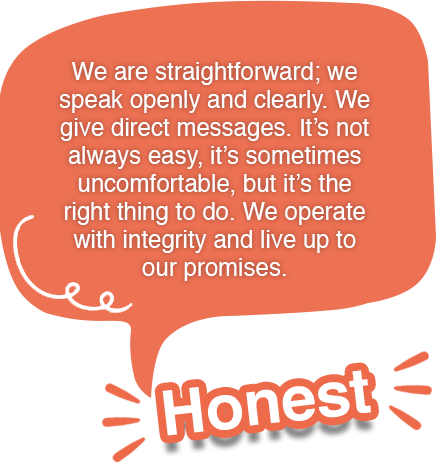 We are straightforward; we
speak openly and clearly. We
give direct messages. It’s not
always easy, it’s sometimes
uncomfortable, but it’s the
right thing to do. We operate
with integrity and live up to
our promises.
Honest